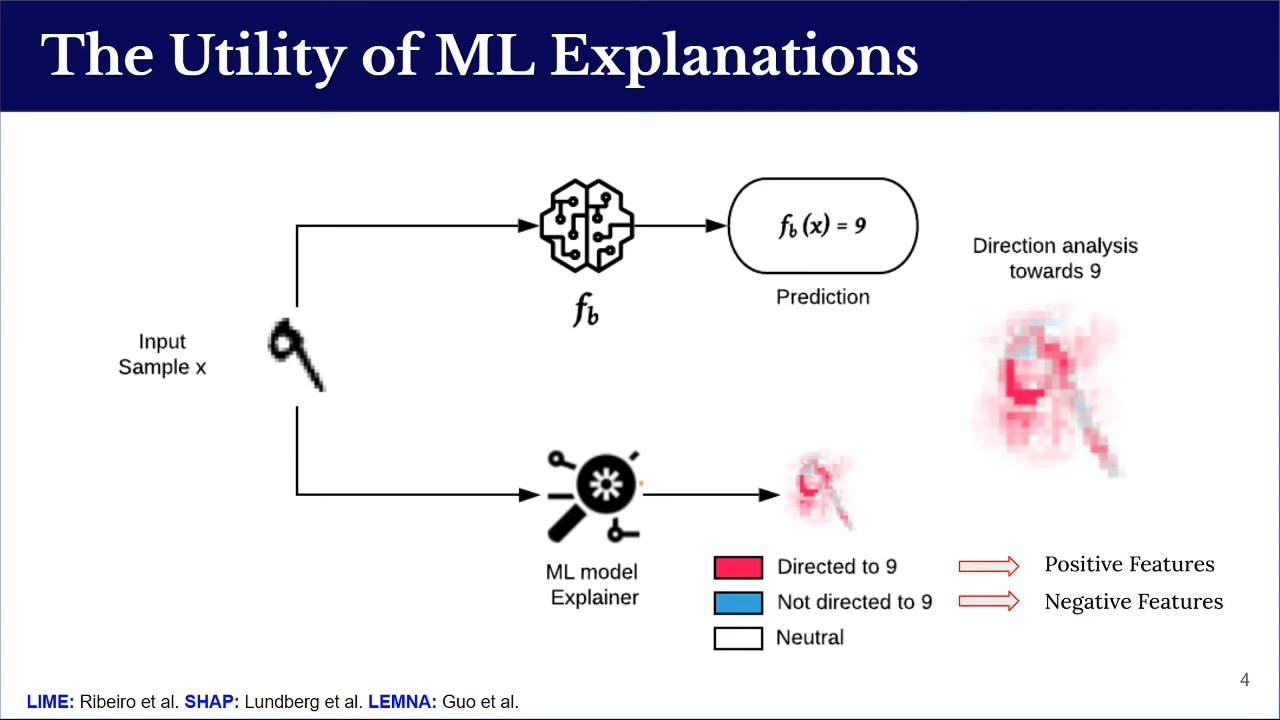 The Utility of ML Explanations
f_b (x) = 9
Prediction
f_b
Direction analysis
towards 9
Input
Sample x
ML model
Explainer
Directed to 9
Positive Features
Not directed to 9
Negative Features
Neutral
4
LIME: Ribeiro et al. SHAP: Lundberg et al. LEMNA: Guo et al.